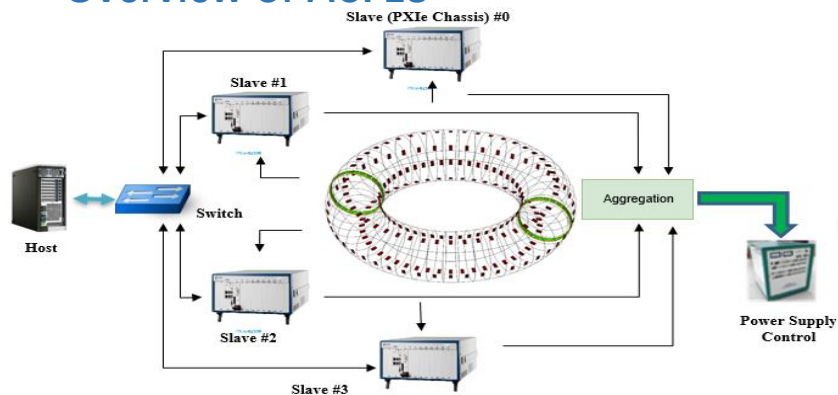 Slave (PXIe Chassis) #0
Slave #1
Host
Switch
Aggregation
Slave #2
Power Supply
Control
Slave #3